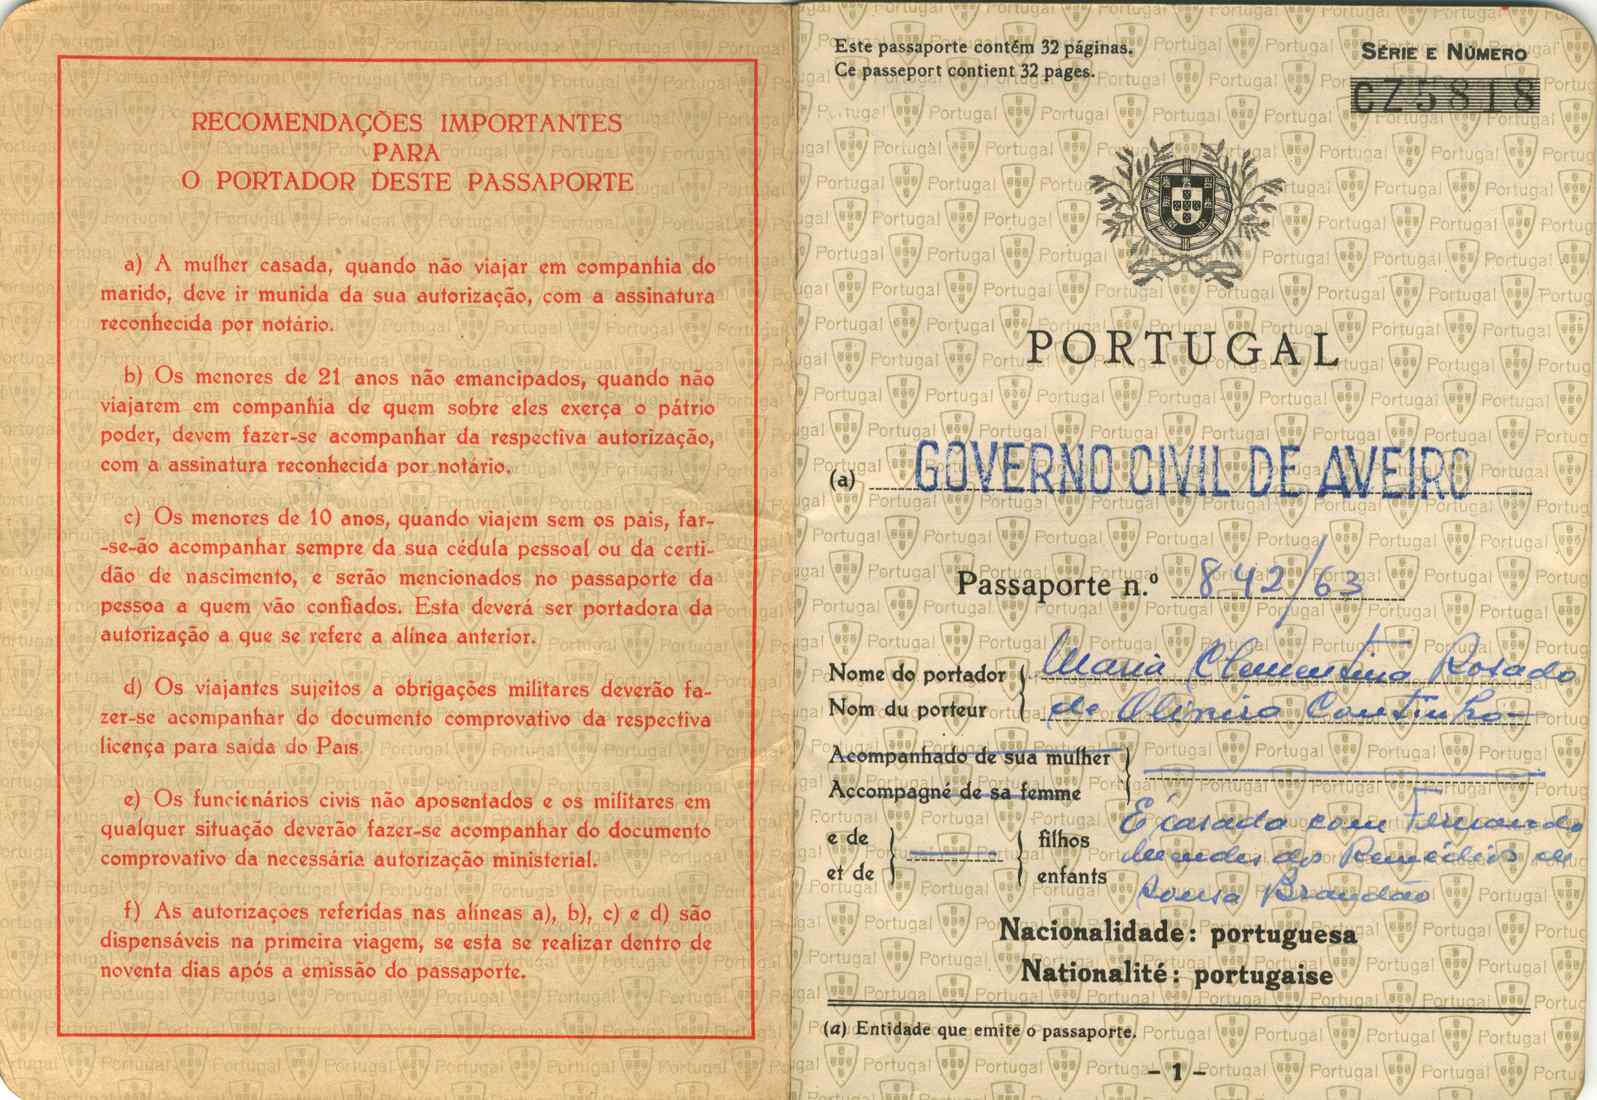 RECOMENDAÇÕES IMPORTANTES
PARA
O PORTADOR DESTE PASSAPORTE
a) A mulher casada, quando não viajar em companhia do
marido, deve ir munida da sua autorização, com a assinatura
reconhecida por notário.
b) Os menores de 21 anos não emancipados, quando não
viajarem em companhia de quem sobre eles exerça o pátrio
poder, devem fazer-se acompanhar da respectiva autorização,
com a assinatura reconhecida por notário.
c) Os menores de 10 anos, quando viajem sem os pais, far-
-se-ão acompanhar sempre da sua cédula pessoal ou da certi-
dão de nascimento, e serão mencionados no passaporte da
pessoa a quem vão confiados. Esta deverá ser portadora da
autorização a que se refere a alínea anterior.
d) Os viajantes sujeitos a obrigações militares deverão fa-
zer-se acompanhar do documento comprovativo da respectiva
licença para saída do País.
e) Os funcionários civis não aposentados e os militares em
qualquer situação deverão fazer-se acompanhar do documento
comprovativo da necessária autorização ministerial.
f) As autorizações referidas nas alíneas a), b), c) e d) são
dispensáveis na primeira viagem, se esta se realizar dentro de
noventa dias após a emissão do passaporte.
Este passaporte contém 32 páginas.
Ce passeport contient 32 pages.
SÉRIE E NÚMERO
CZ5818
PORTUGAL
(a) GOVERNO CIVIL DE AVEIRO
Passaporte n.º 842/63
Nome do portador Maria Clementina Rosado
Nom du porteur de Oliveira Coutinho
Acompanhado de sua mulher
Accompagné de sa femme
e de filhos É casada com Fernando
et de enfants Mendes dos Remédios de
Sousa Brandão
Nacionalidade: portuguesa
Nationalité: portugaise
(a) Entidade que emite o passaporte.
- 1 -